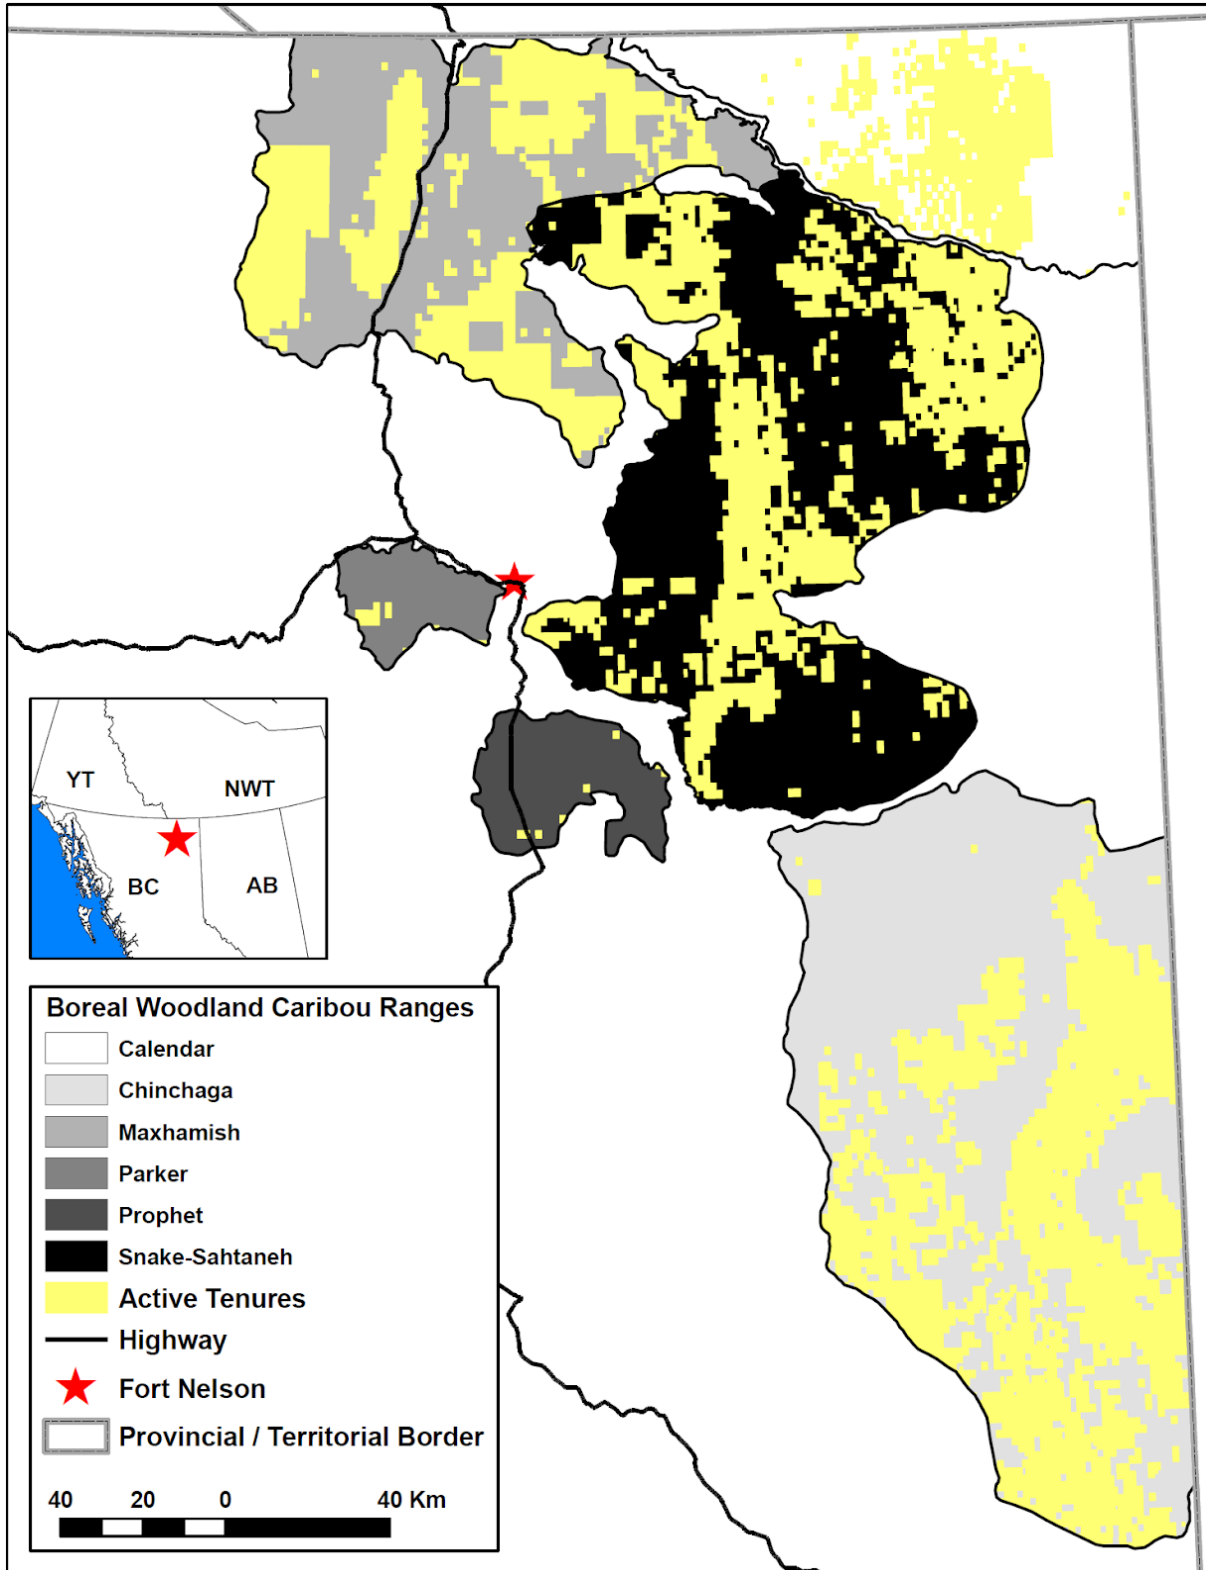 YT
NWT
BC
AB
Boreal Woodland Caribou Ranges
Calendar
Chinchaga
Maxhamish
Parker
Prophet
Snake-Sahtaneh
Active Tenures
Highway
Fort Nelson
Provincial / Territorial Border
40 20 0 40 Km